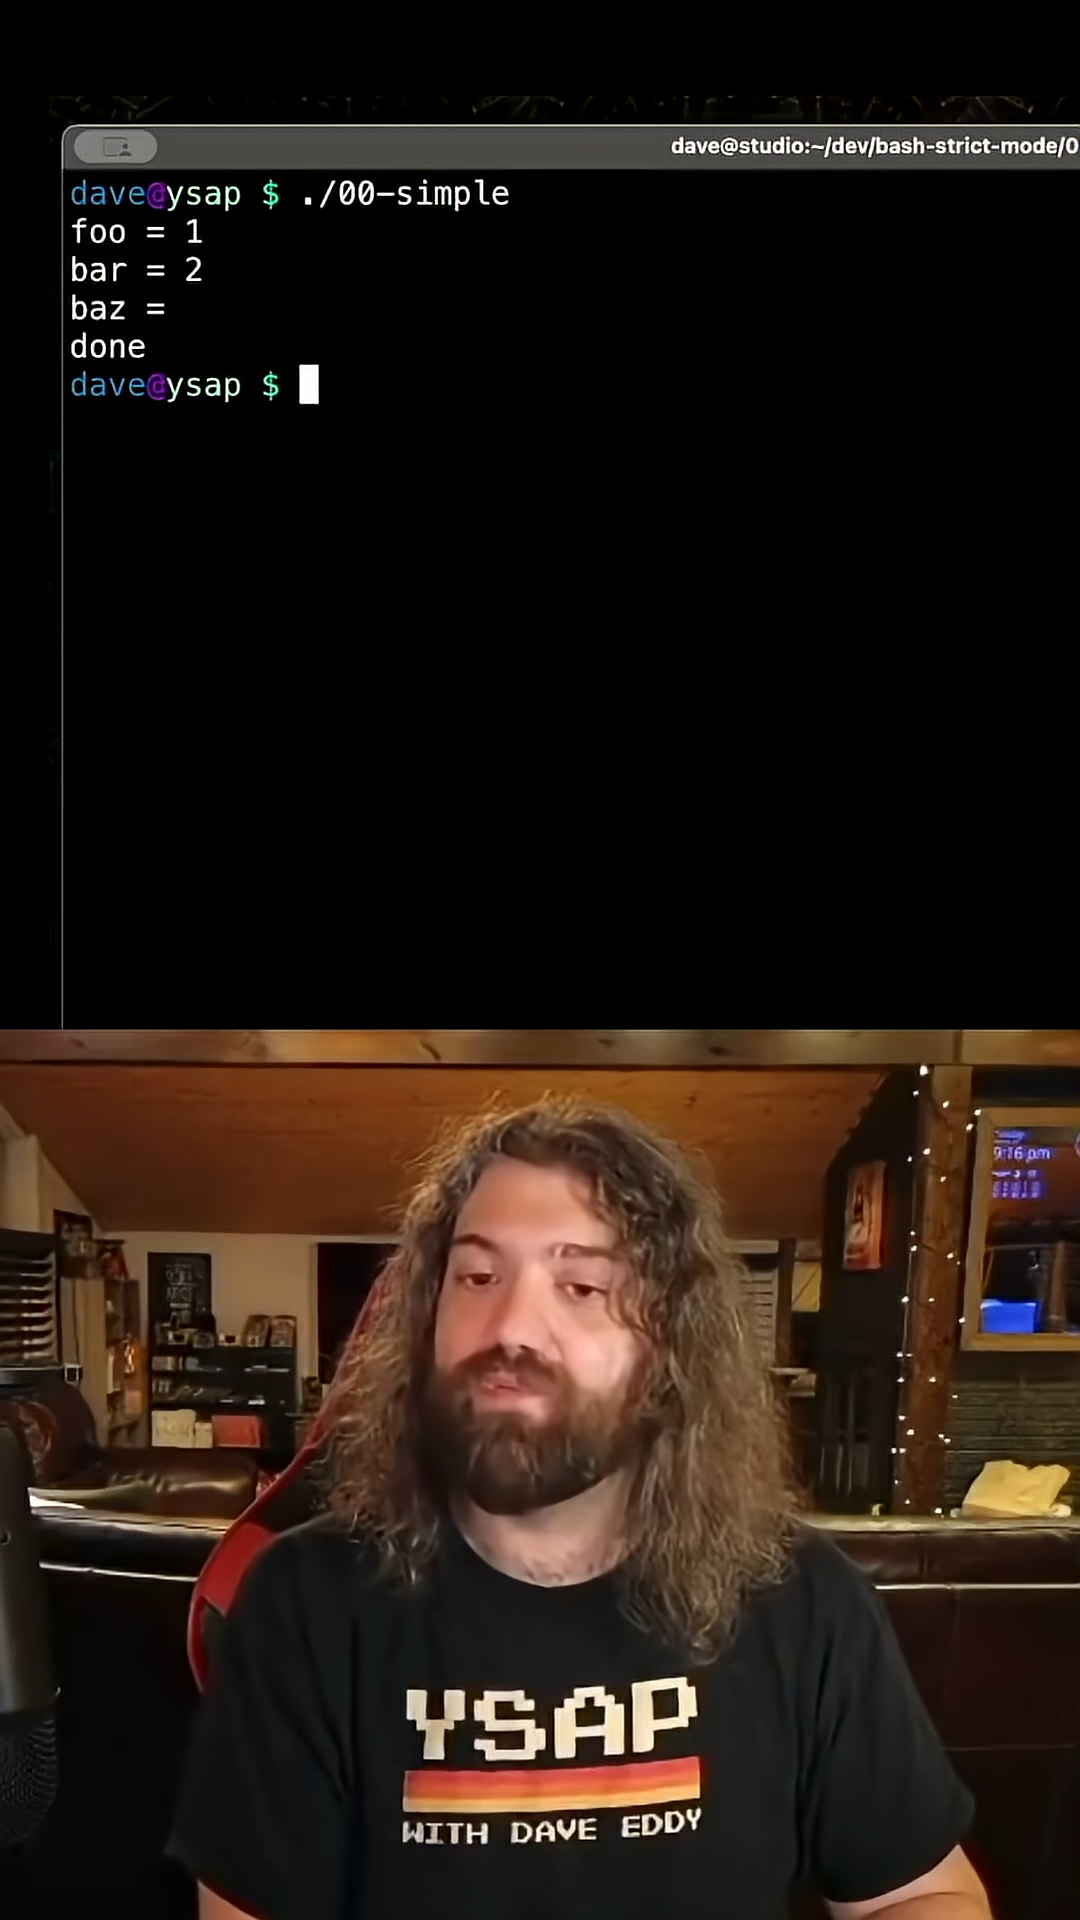 dave@studio:~/dev/bash-strict-mode/0
dave@ysap $ ./00-simple
foo = 1
bar = 2
baz =
done
dave@ysap $
9:16 pm
YSAP
WITH DAVE EDDY